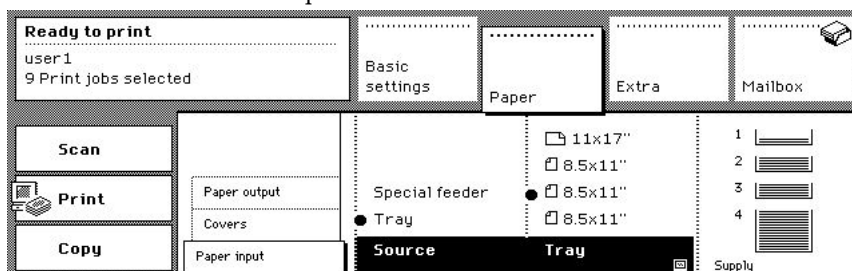 Ready to print
user1
9 Print jobs selected
Basic
settings
Paper
Extra
Mailbox
Scan
Print
Copy
Paper output
Covers
Paper input
Special feeder
Tray
Source
11x17"
8.5x11"
8.5x11"
8.5x11"
Tray
1
2
3
4
Supply